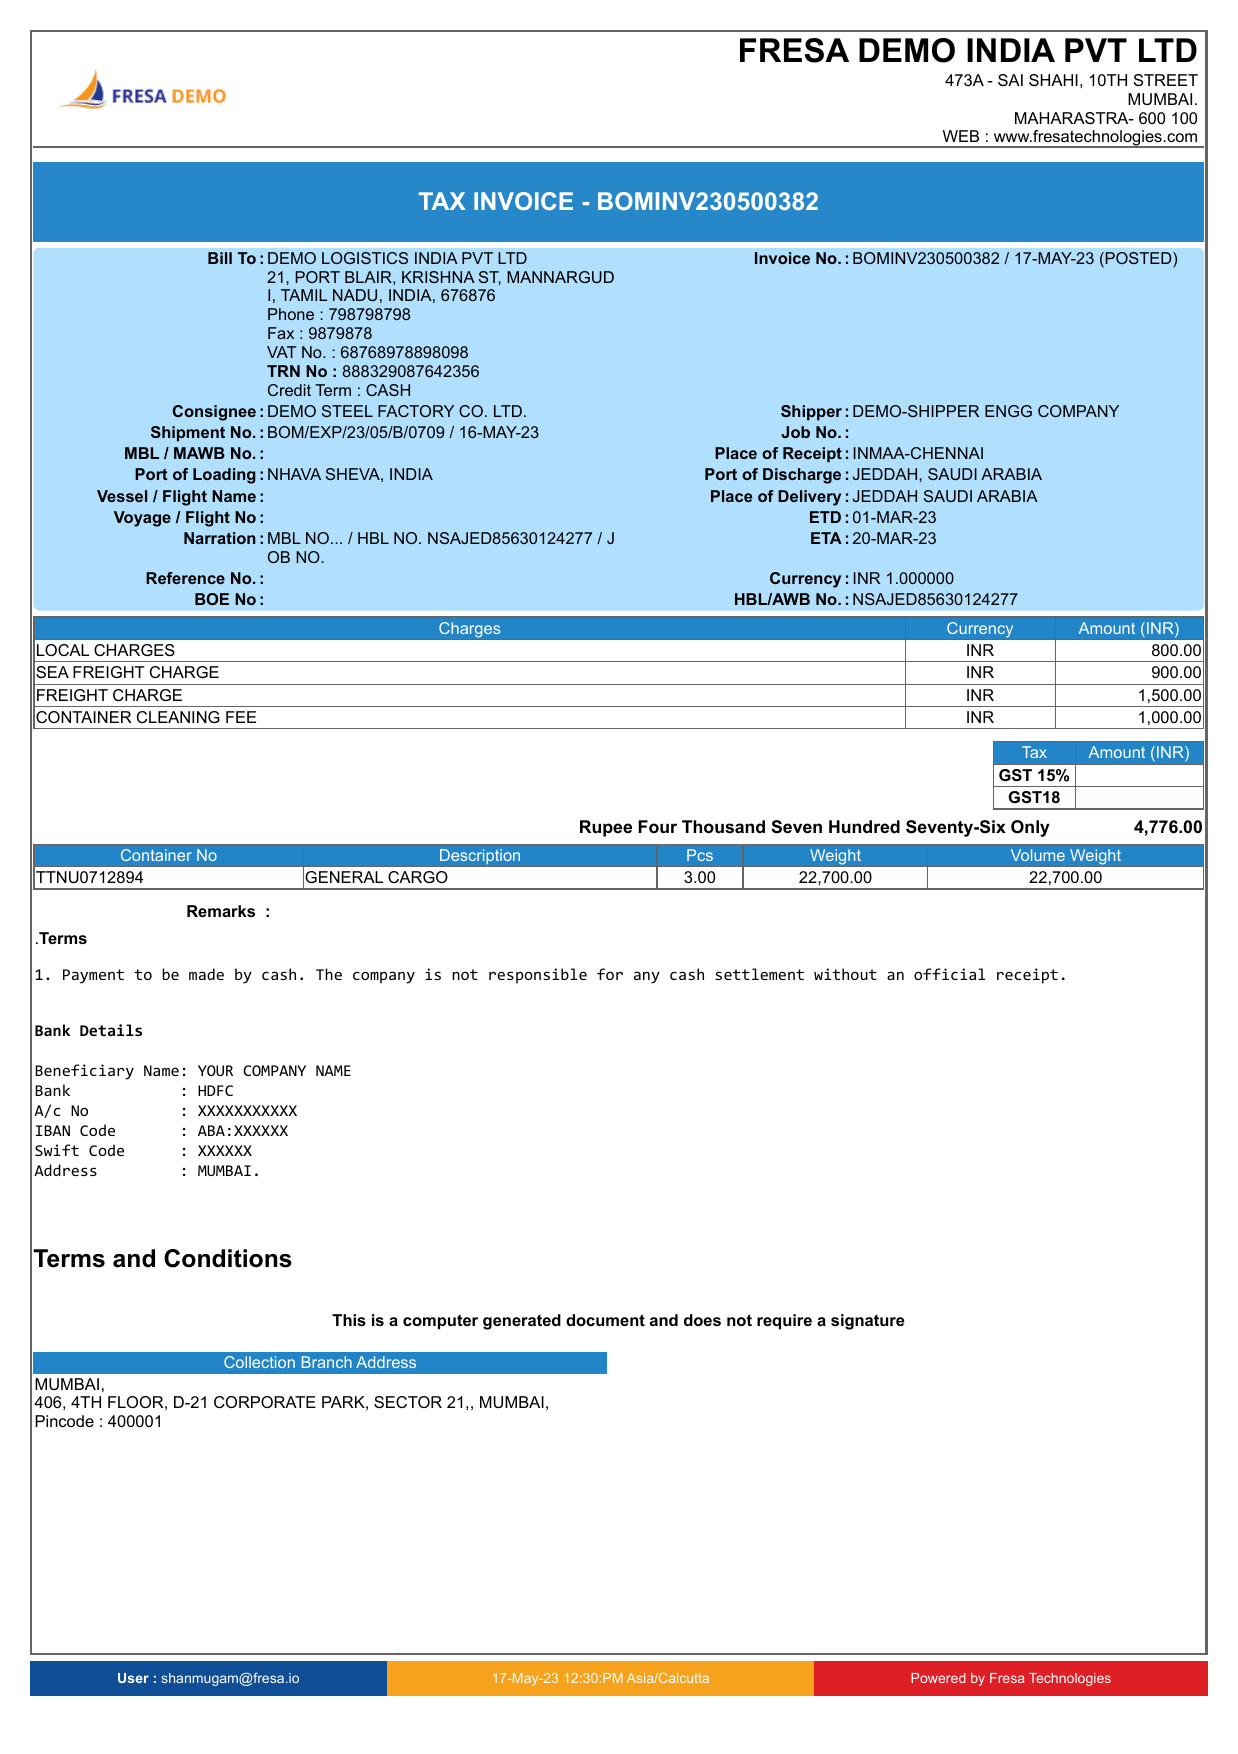 FRESA DEMO
FRESA DEMO INDIA PVT LTD
473A - SAI SHAHI, 10TH STREET
MUMBAI.
MAHARASTRA- 600 100
WEB : www.fresatechnologies.com
TAX INVOICE - BOMINV230500382
Bill To : DEMO LOGISTICS INDIA PVT LTD
21, PORT BLAIR, KRISHNA ST, MANNARGUD
I, TAMIL NADU, INDIA, 676876
Phone : 798798798
Fax : 9879878
VAT No. : 68768978898098
TRN No : 888329087642356
Credit Term : CASH
Invoice No. : BOMINV230500382 / 17-MAY-23 (POSTED)
Consignee : DEMO STEEL FACTORY CO. LTD. Shipper : DEMO-SHIPPER ENGG COMPANY
Shipment No. : BOM/EXP/23/05/B/0709 / 16-MAY-23 Job No. :
MBL / MAWB No. : Place of Receipt : INMAA-CHENNAI
Port of Loading : NHAVA SHEVA, INDIA Port of Discharge : JEDDAH, SAUDI ARABIA
Vessel / Flight Name : Place of Delivery : JEDDAH SAUDI ARABIA
Voyage / Flight No : ETD : 01-MAR-23
Narration : MBL NO... / HBL NO. NSAJED85630124277 / J ETA : 20-MAR-23
OB NO.
Reference No. : Currency : INR 1.000000
BOE No : HBL/AWB No. : NSAJED85630124277
Charges Currency Amount (INR)
LOCAL CHARGES INR 800.00
SEA FREIGHT CHARGE INR 900.00
FREIGHT CHARGE INR 1,500.00
CONTAINER CLEANING FEE INR 1,000.00
Tax Amount (INR)
GST 15%
GST18
Rupee Four Thousand Seven Hundred Seventy-Six Only 4,776.00
Container No Description Pcs Weight Volume Weight
TTNU0712894 GENERAL CARGO 3.00 22,700.00 22,700.00
Remarks :
.Terms
1. Payment to be made by cash. The company is not responsible for any cash settlement without an official receipt.
Bank Details
Beneficiary Name: YOUR COMPANY NAME
Bank : HDFC
A/c No : XXXXXXXXXXX
IBAN Code : ABA:XXXXXX
Swift Code : XXXXXX
Address : MUMBAI.
Terms and Conditions
This is a computer generated document and does not require a signature
Collection Branch Address
MUMBAI,
406, 4TH FLOOR, D-21 CORPORATE PARK, SECTOR 21,, MUMBAI,
Pincode : 400001
User : shanmugam@fresa.io 17-May-23 12:30:PM Asia/Calcutta Powered by Fresa Technologies